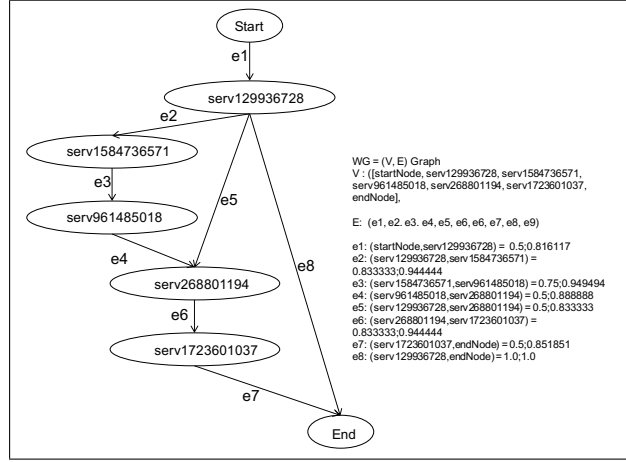 Start
e1
serv129936728
e2
serv1584736571
e3
e5
serv961485018
e4
e8
serv268801194
e6
serv1723601037
e7
End
WG = (V, E) Graph
V : ([startNode, serv129936728, serv1584736571,
serv961485018, serv268801194, serv1723601037,
endNode],
E: (e1, e2. e3. e4, e5, e6, e6, e7, e8, e9)
e1: (startNode,serv129936728) = 0.5;0.816117
e2: (serv129936728,serv1584736571) =
0.833333;0.944444
e3: (serv1584736571,serv961485018) = 0.75;0.949494
e4: (serv961485018,serv268801194) = 0.5;0.888888
e5: (serv129936728,serv268801194) = 0.5;0.833333
e6: (serv268801194,serv1723601037) =
0.833333;0.944444
e7: (serv1723601037,endNode) = 0.5;0.851851
e8: (serv129936728,endNode) = 1.0;1.0